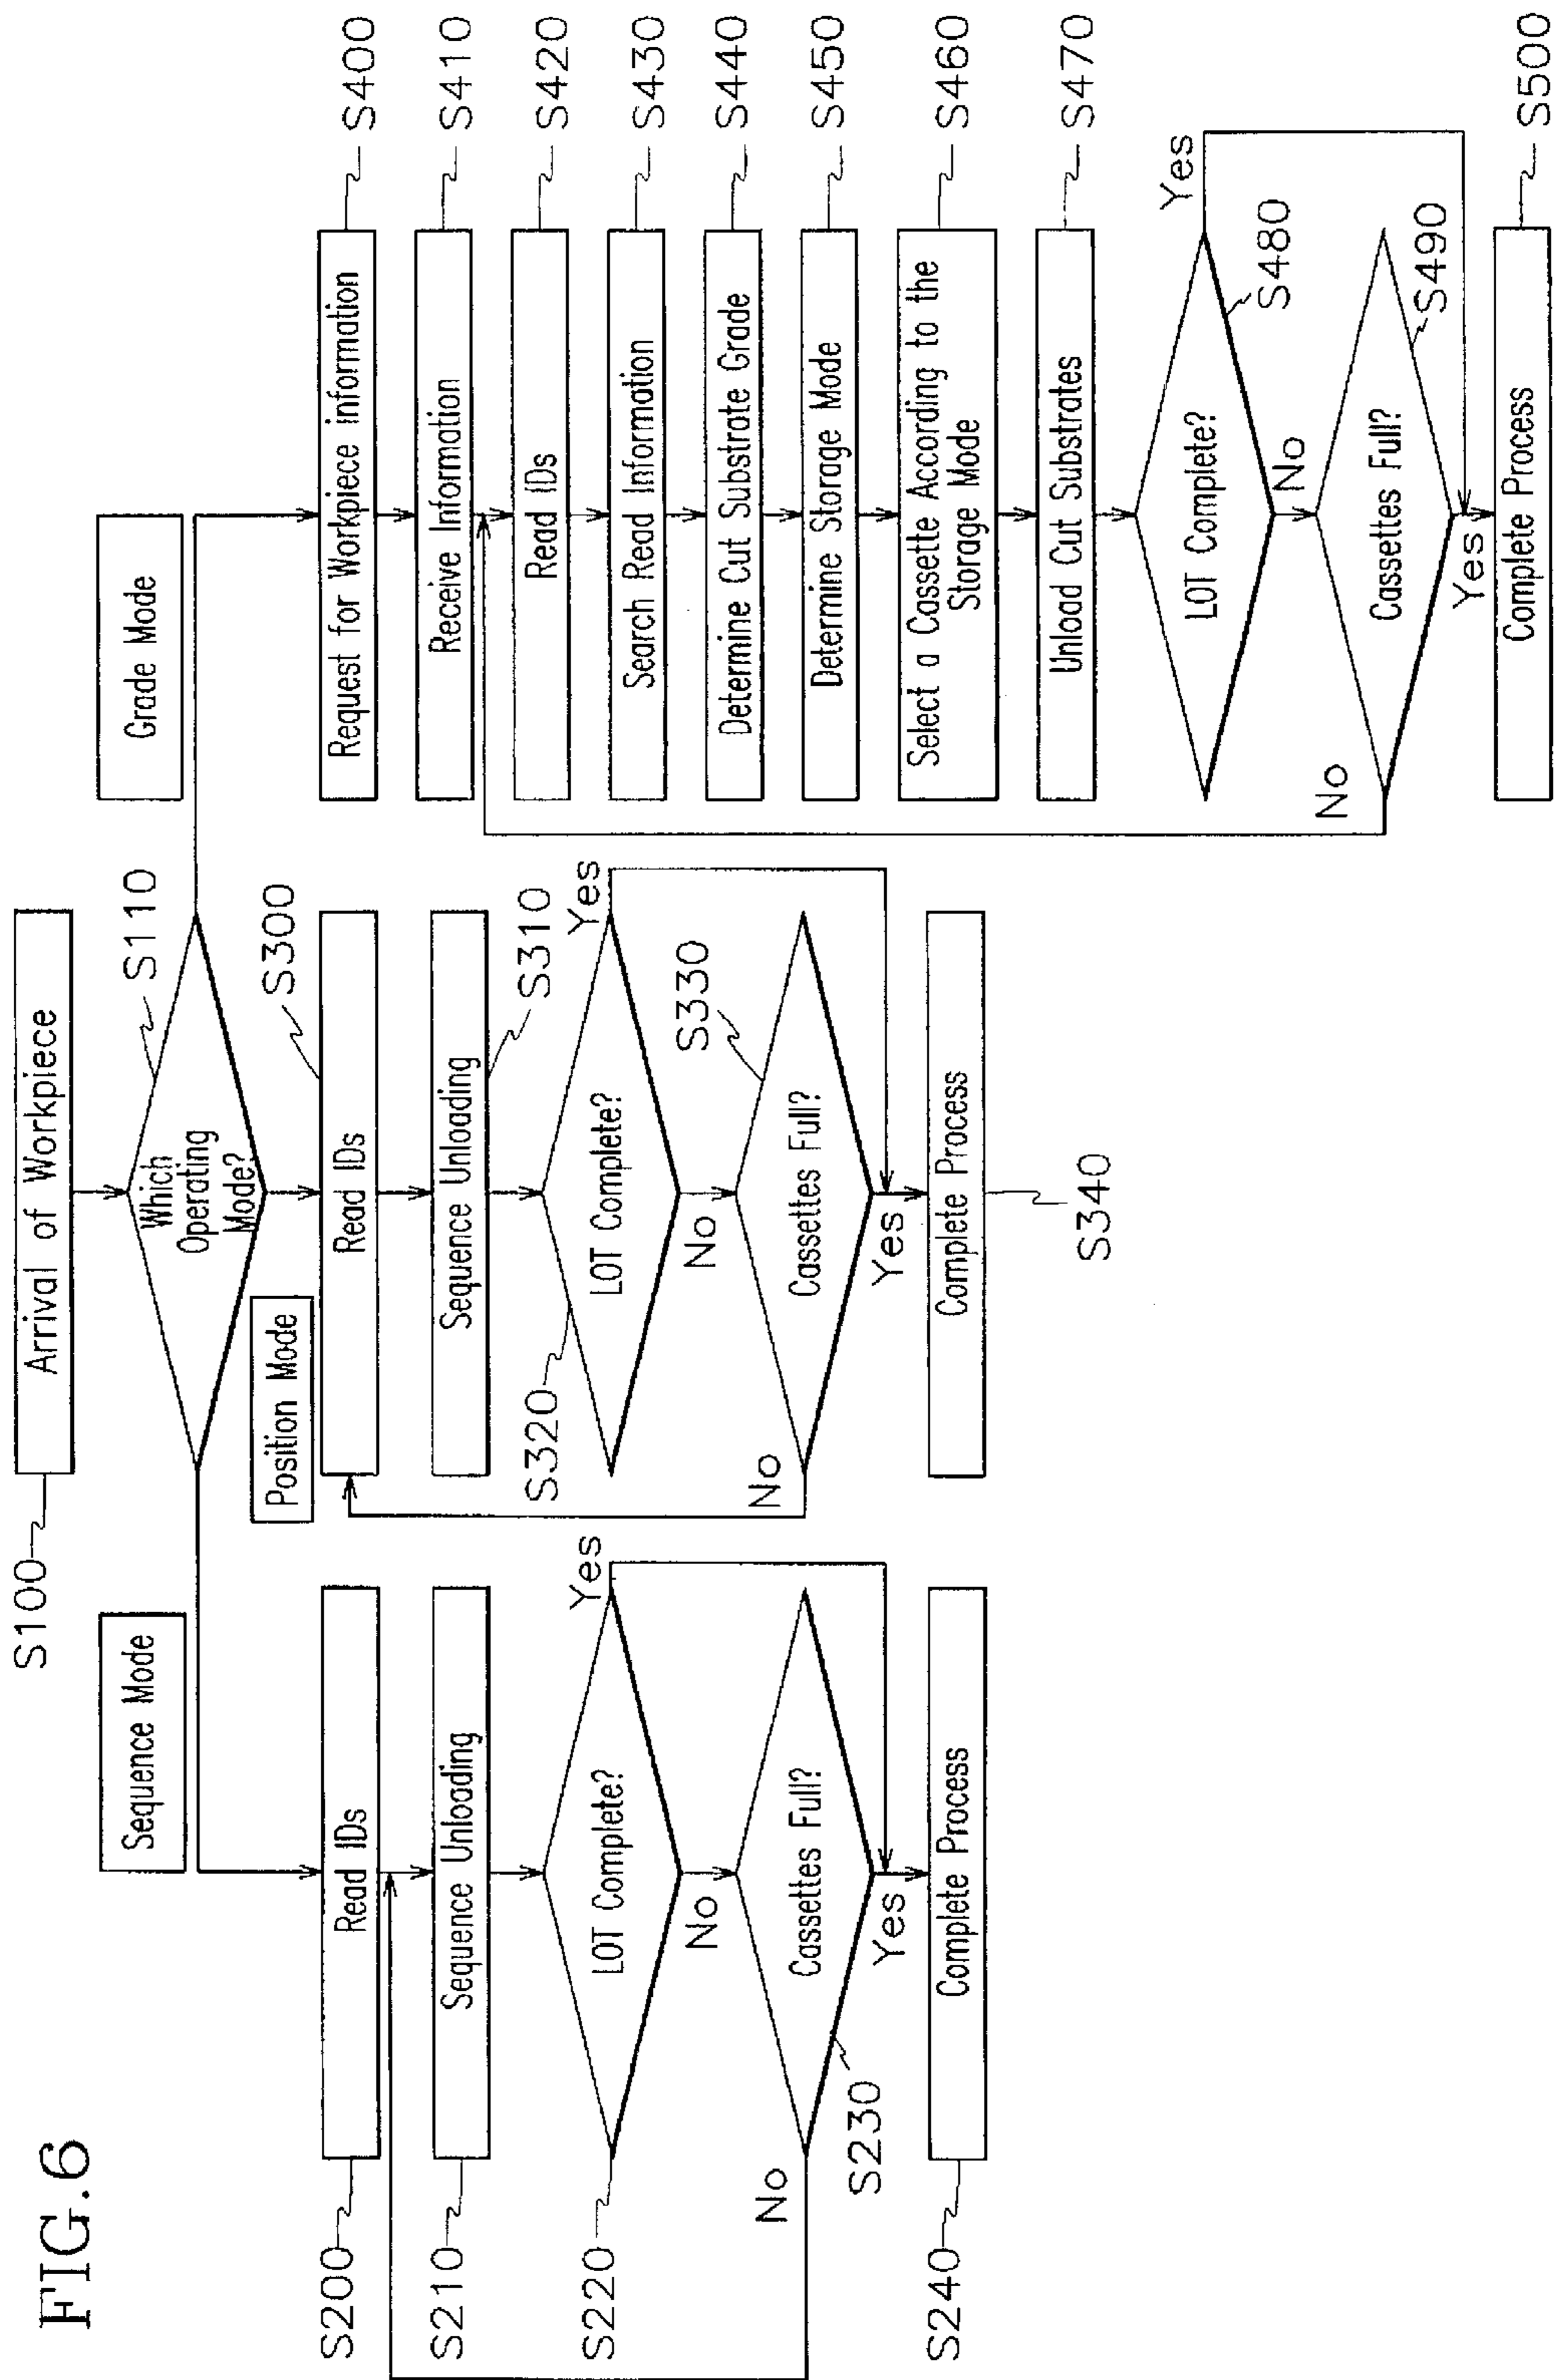 FIG.6
S100
Arrival of Workpiece
Which
Operating
Mode?
S110
Sequence Mode
S200
Read IDs
S210
Sequence Unloading
S220
LOT Complete?
Yes
No
S230
Cassettes Full?
No
Yes
S240
Complete Process
Position Mode
S300
Read IDs
S310
Sequence Unloading
S320
LOT Complete?
Yes
No
S330
Cassettes Full?
No
Yes
Complete Process
S340
Grade Mode
Request for Workpiece information
S400
Receive Information
S410
Read IDs
S420
Search Read Information
S430
Determine Cut Substrate Grade
S440
Determine Storage Mode
S450
Select a Cassette According to the
Storage Mode
S460
Unload Cut Substrates
S470
LOT Complete?
Yes
S480
No
Cassettes Full?
S490
No
Yes
Complete Process
S500